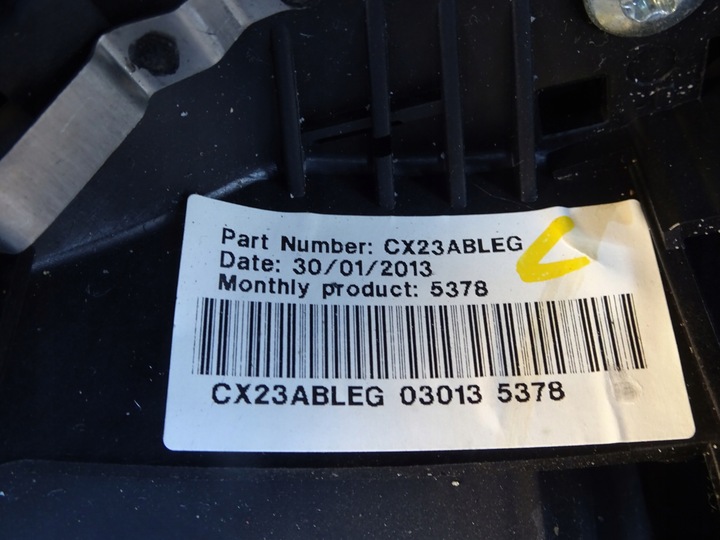 Part Number: CX23ABLEG
Date: 30/01/2013
Monthly product: 5378
CX23ABLEG 03013 5378